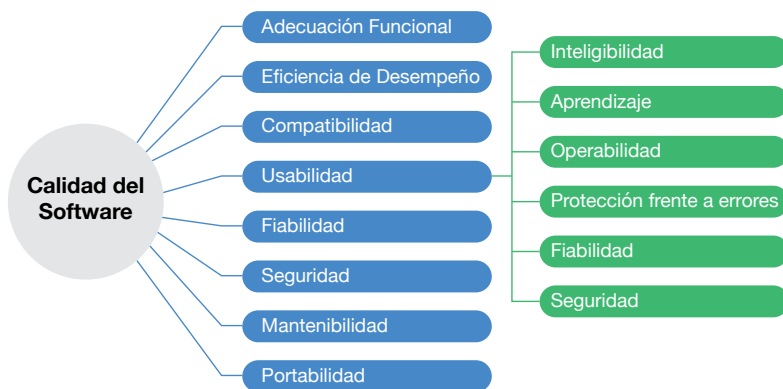 Calidad del
Software
Adecuación Funcional
Eficiencia de Desempeño
Compatibilidad
Usabilidad
Fiabilidad
Seguridad
Mantenibilidad
Portabilidad
Inteligibilidad
Aprendizaje
Operabilidad
Protección frente a errores
Fiabilidad
Seguridad